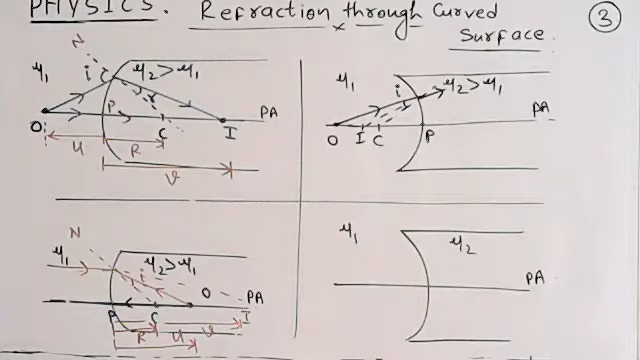 PHYSICS. Refraction through Curved
Surface.
3
N
μ1
i
μ2 > μ1
r
O
P
C
I
PA
u
R
v
μ1
i
μ2 > μ1
PA
O
I
C
P
N
μ1
i
μ2 > μ1
O
PA
P
C
I
R
u
v
μ1
μ2
PA